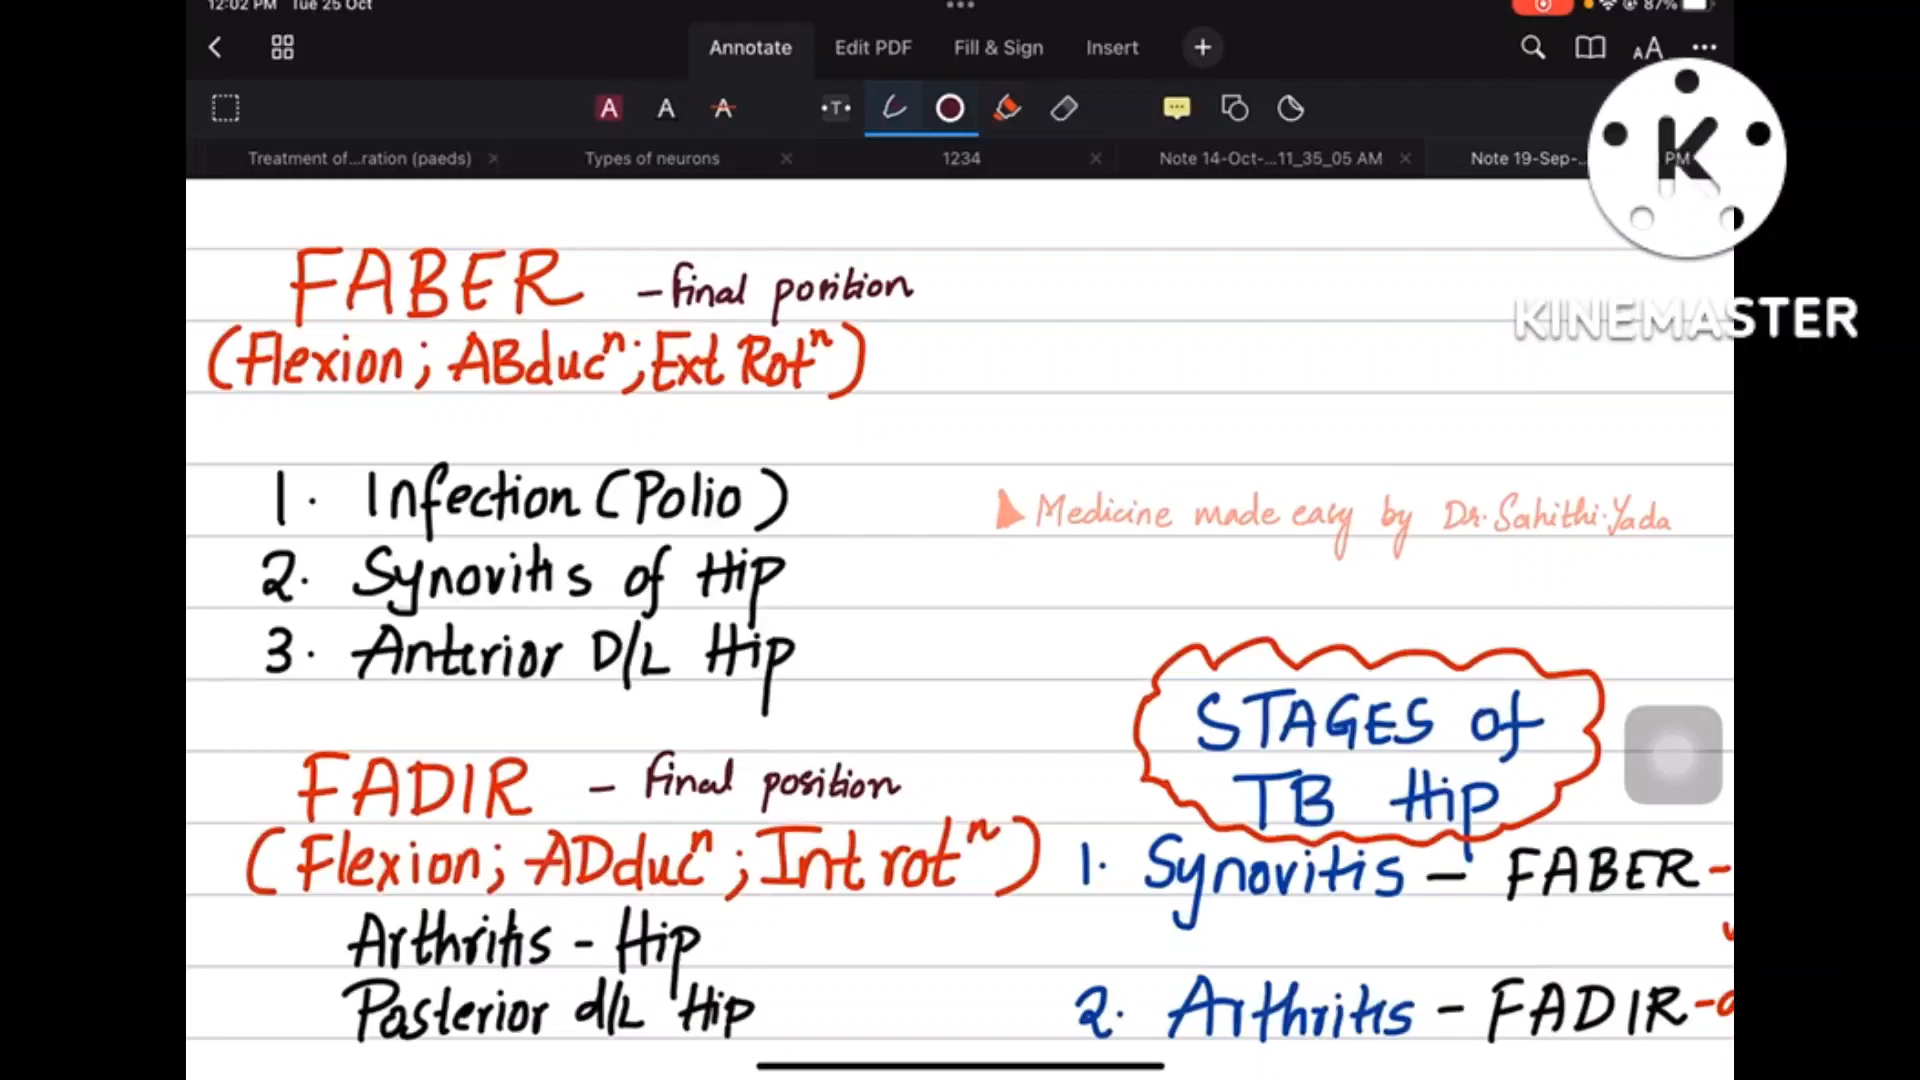 12:02 PM Tue 25 Oct
87%
Annotate Edit PDF Fill & Sign Insert
Treatment of...ration (paeds) Types of neurons 1234 Note 14-Oct-...11_35_05 AM Note 19-Sep-... PM
K
KINEMASTER
FABER - final position
(Flexion; ABducⁿ; Ext Rotⁿ)
1. Infection (Polio)
2. Synovitis of Hip
3. Anterior D/L Hip
Medicine made easy by Dr. Sahithi. Yada
FADIR - final position
(Flexion; ADducⁿ; Int rotⁿ)
Arthritis - Hip
Posterior d/L Hip
STAGES of
TB Hip
1. Synovitis - FABER -
2. Arthritis - FADIR -